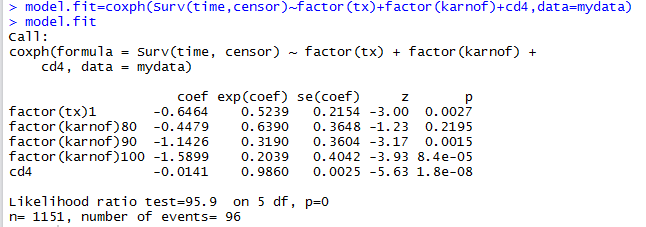 > model.fit=coxph(Surv(time,censor)~factor(tx)+factor(karnof)+cd4,data=mydata)
> model.fit
Call:
coxph(formula = Surv(time, censor) ~ factor(tx) + factor(karnof) +
    cd4, data = mydata)

                     coef exp(coef) se(coef)     z       p
factor(tx)1       -0.6464    0.5239   0.2154 -3.00  0.0027
factor(karnof)80  -0.4479    0.6390   0.3648 -1.23  0.2195
factor(karnof)90  -1.1426    0.3190   0.3604 -3.17  0.0015
factor(karnof)100 -1.5899    0.2039   0.4042 -3.93 8.4e-05
cd4               -0.0141    0.9860   0.0025 -5.63 1.8e-08

Likelihood ratio test=95.9  on 5 df, p=0
n= 1151, number of events= 96